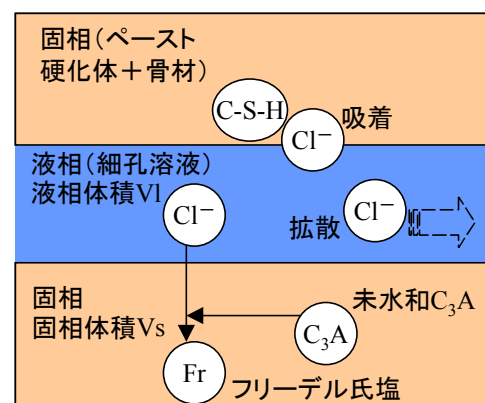 固相（ペースト
硬化体＋骨材）
C-S-H
Cl−
吸着
液相（細孔溶液）
液相体積Vl
Cl−
Cl−
拡散
固相
固相体積Vs
未水和C₃A
C₃A
Fr
フリーデル氏塩